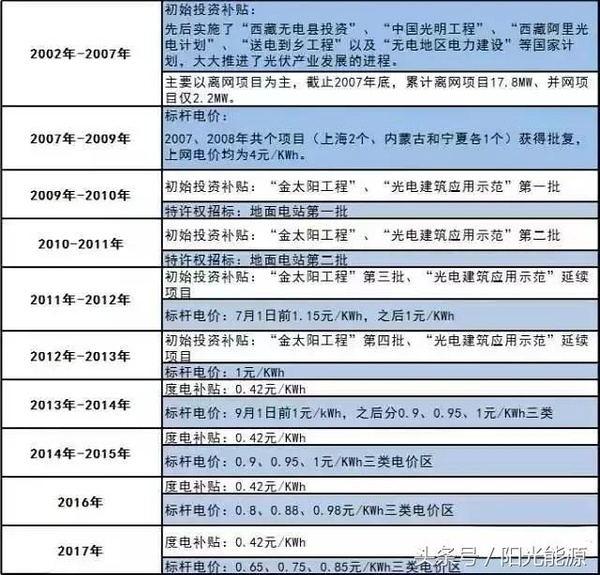 2002年-2007年
初始投资补贴：
先后实施了“西藏无电县投资”、“中国光明工程”、“西藏阿里光
电计划”、“送电到乡工程”以及“无电地区电力建设”等国家计
划，大大推进了光伏产业发展的进程。
主要以离网项目为主，截止2007年底，累计离网项目17.8MW、并网项
目仅2.2MW。
2007年-2009年
标杆电价：
2007、2008年共个项目（上海2个、内蒙古和宁夏各1个）获得批复，
上网电价均为4元/KWh。
2009年-2010年
初始投资补贴：“金太阳工程”、“光电建筑应用示范”第一批
特许权招标：地面电站第一批
2010-2011年
初始投资补贴：“金太阳工程”、“光电建筑应用示范”第二批
特许权招标：地面电站第二批
2011年-2012年
初始投资补贴：“金太阳工程”第三批、“光电建筑应用示范”延续
项目
标杆电价：7月1日前1.15元/KWh，之后1元/KWh
2012年-2013年
初始投资补贴：“金太阳工程”第四批、“光电建筑应用示范”延续
项目
标杆电价：1元/KWh
2013年-2014年
度电补贴：0.42元/KWh
标杆电价：9月1日前1元/kWh，之后分0.9、0.95、1元/KWh三类
2014年-2015年
度电补贴：0.42元/KWh
标杆电价：0.9、0.95、1元/KWh三类电价区
2016年
度电补贴：0.42元/KWh
标杆电价：0.8、0.88、0.98元/KWh三类电价区
2017年
度电补贴：0.42元/KWh
标杆电价：0.65、0.75、0.85元/KWh三类电价区
头条号/阳光能源